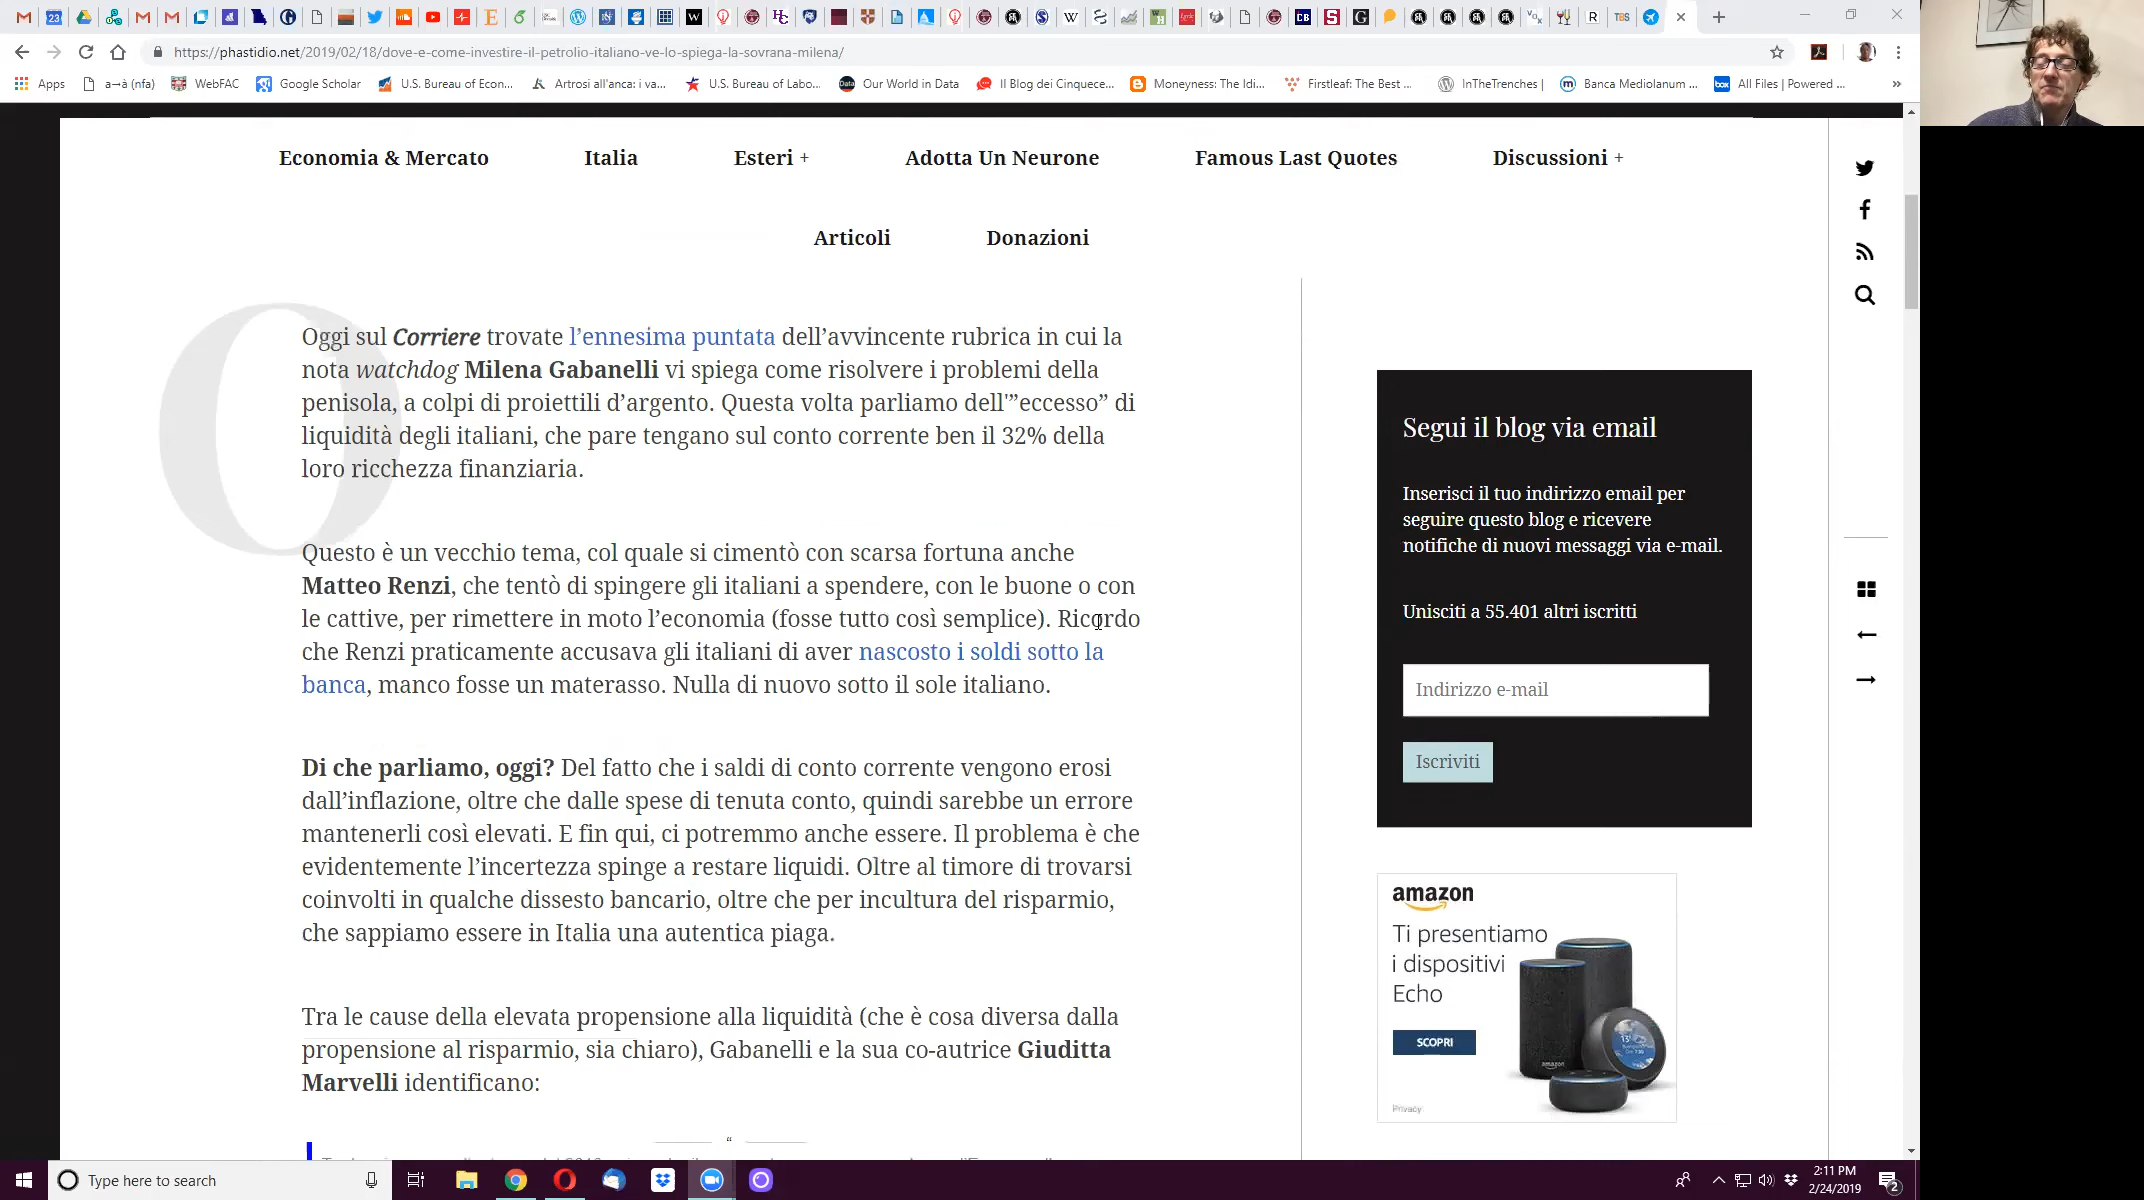 https://phastidio.net/2019/02/18/dove-e-come-investire-il-petrolio-italiano-ve-lo-spiega-la-sovrana-milena/
Apps a→à (nfa) WebFAC Google Scholar U.S. Bureau of Econ... Artrosi all'anca: i va... U.S. Bureau of Labo... Our World in Data Il Blog dei Cinquece... Moneyness: The Idi... Firstleaf: The Best ... InTheTrenches | Banca Mediolanum ... All Files | Powered ... »
Economia & Mercato Italia Esteri + Adotta Un Neurone Famous Last Quotes Discussioni +
Articoli Donazioni
O
Oggi sul Corriere trovate l’ennesima puntata dell’avvincente rubrica in cui la
nota watchdog Milena Gabanelli vi spiega come risolvere i problemi della
penisola, a colpi di proiettili d’argento. Questa volta parliamo dell'”eccesso” di
liquidità degli italiani, che pare tengano sul conto corrente ben il 32% della
loro ricchezza finanziaria.
Questo è un vecchio tema, col quale si cimentò con scarsa fortuna anche
Matteo Renzi, che tentò di spingere gli italiani a spendere, con le buone o con
le cattive, per rimettere in moto l’economia (fosse tutto così semplice). Ricordo
che Renzi praticamente accusava gli italiani di aver nascosto i soldi sotto la
banca, manco fosse un materasso. Nulla di nuovo sotto il sole italiano.
Di che parliamo, oggi? Del fatto che i saldi di conto corrente vengono erosi
dall’inflazione, oltre che dalle spese di tenuta conto, quindi sarebbe un errore
mantenerli così elevati. E fin qui, ci potremmo anche essere. Il problema è che
evidentemente l’incertezza spinge a restare liquidi. Oltre al timore di trovarsi
coinvolti in qualche dissesto bancario, oltre che per incultura del risparmio,
che sappiamo essere in Italia una autentica piaga.
Tra le cause della elevata propensione alla liquidità (che è cosa diversa dalla
propensione al risparmio, sia chiaro), Gabanelli e la sua co-autrice Giuditta
Marvelli identificano:
“
Segui il blog via email
Inserisci il tuo indirizzo email per
seguire questo blog e ricevere
notifiche di nuovi messaggi via e-mail.
Unisciti a 55.401 altri iscritti
Indirizzo e-mail
Iscriviti
amazon
Ti presentiamo
i dispositivi
Echo
SCOPRI
amazon
Privacy
Type here to search
2:11 PM
2/24/2019
2